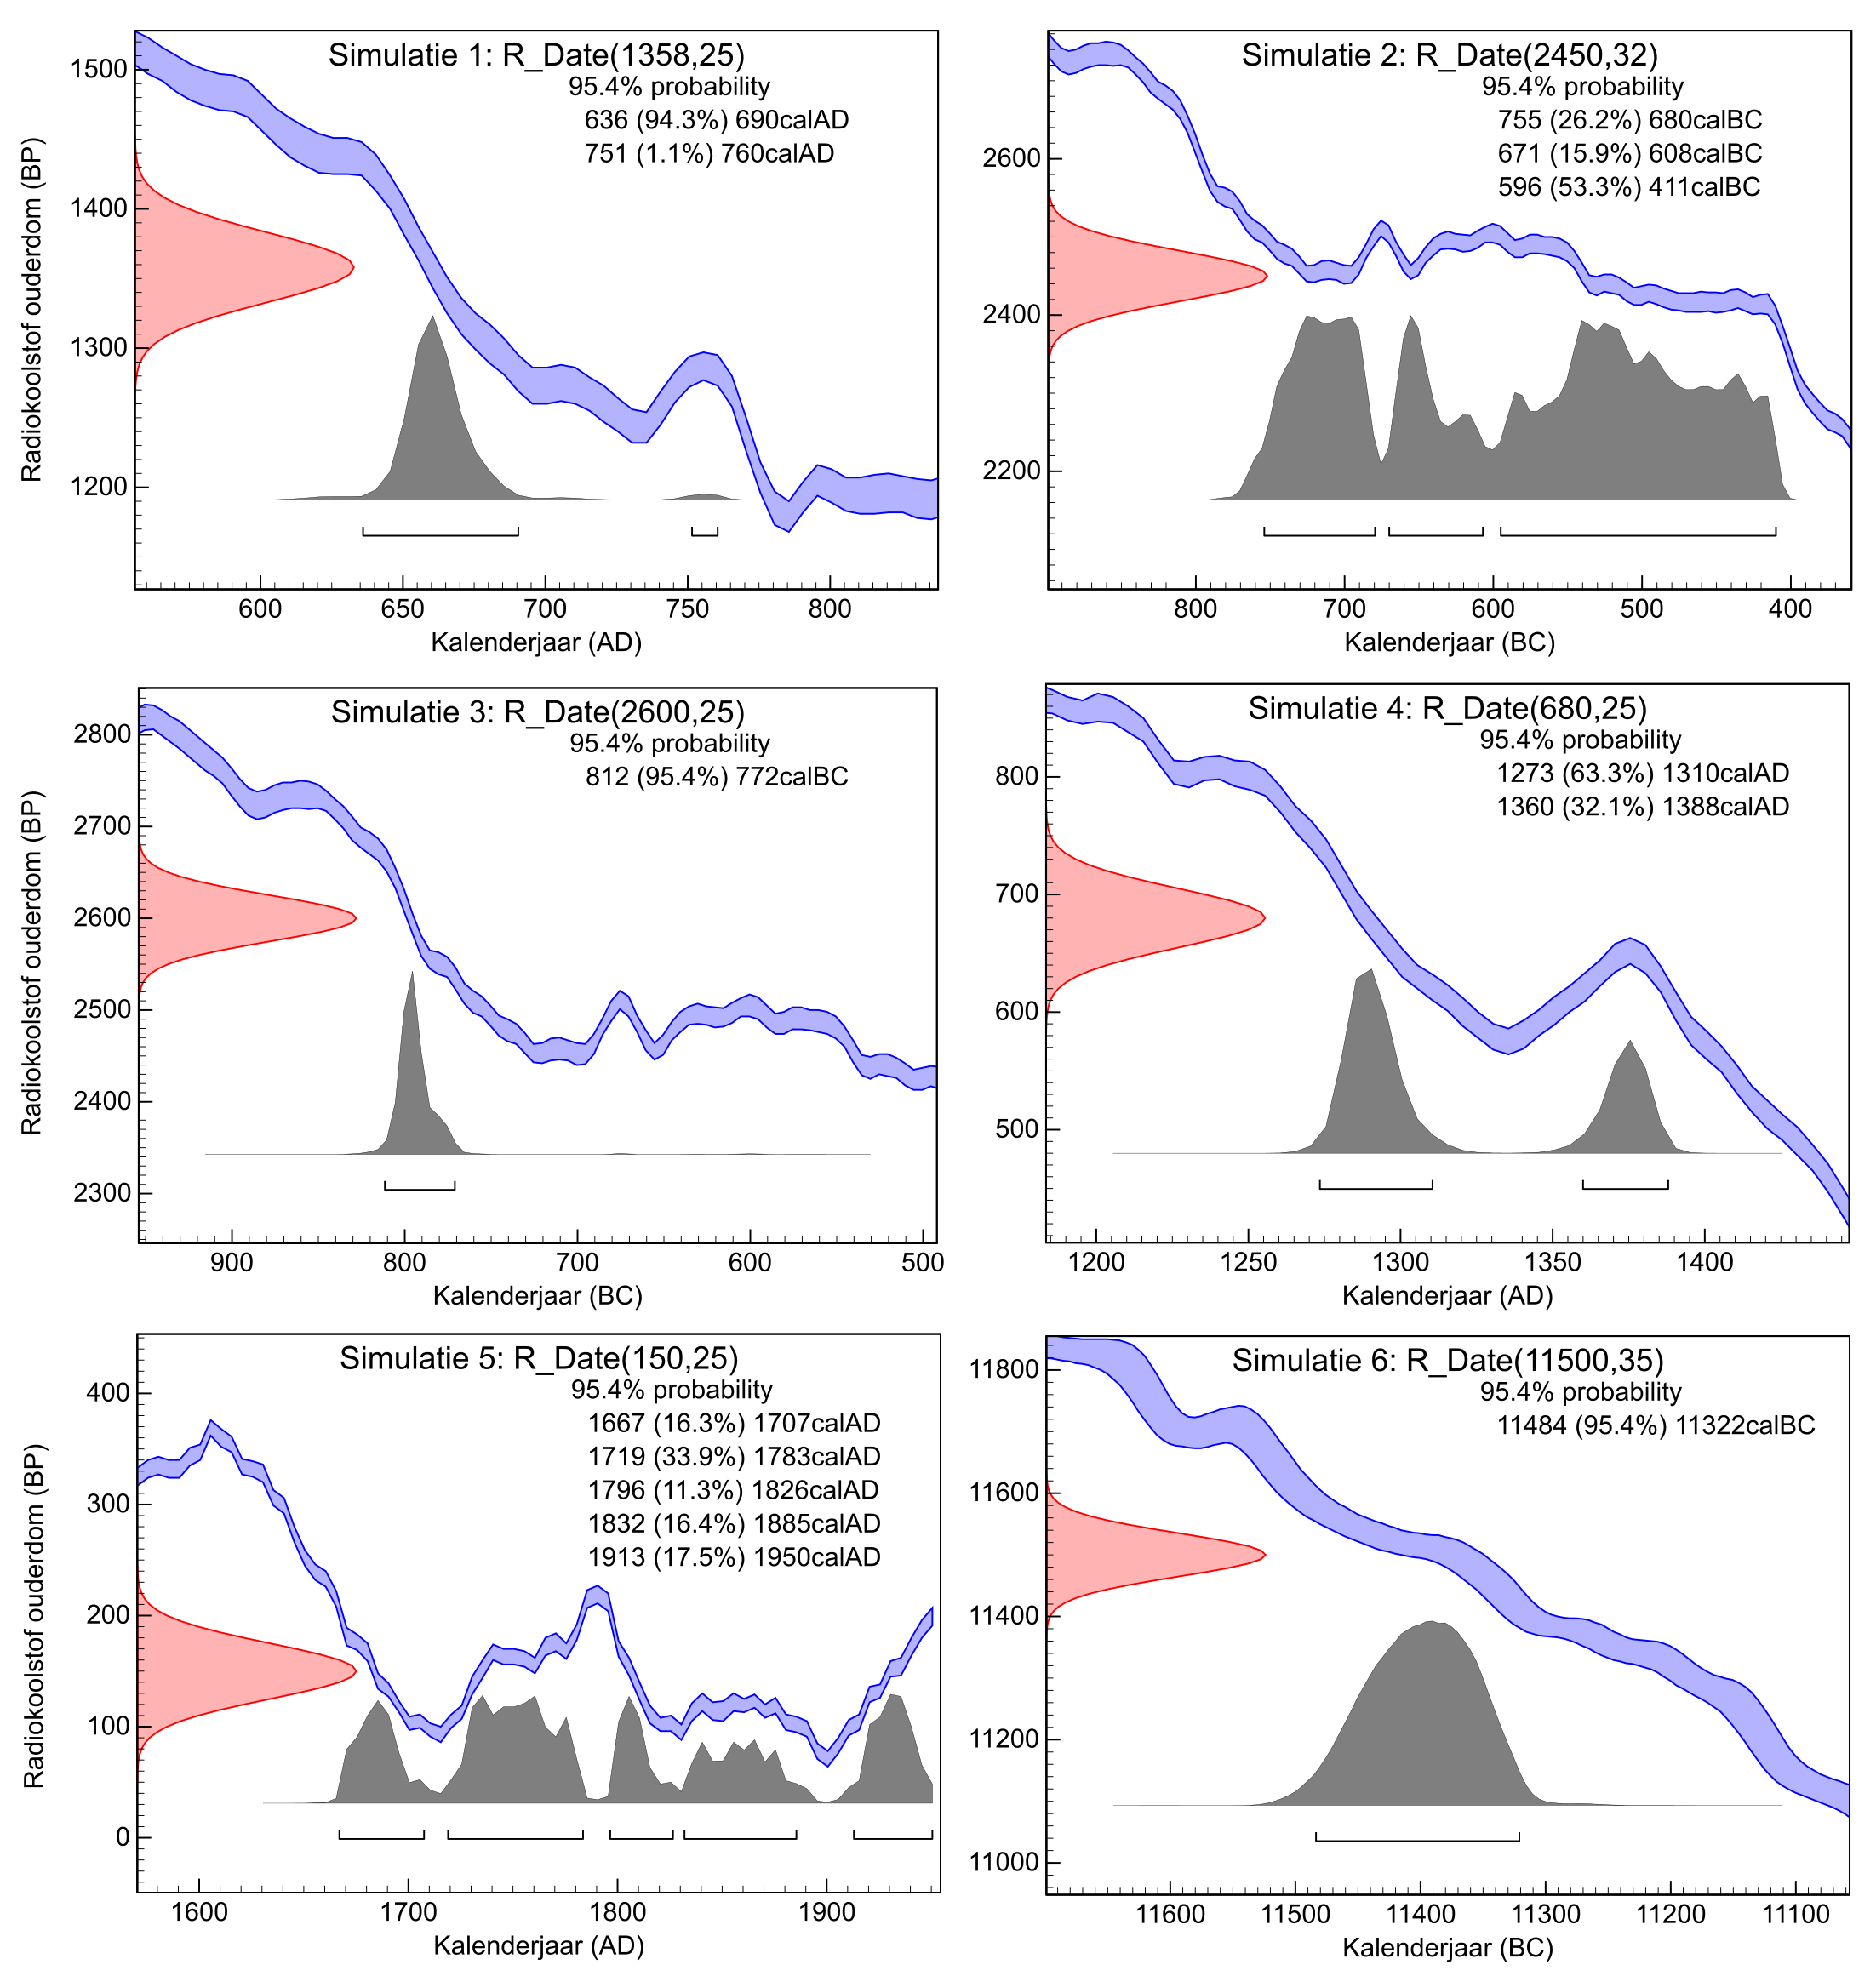 Simulatie 1: R_Date(1358,25)
95.4% probability
636 (94.3%) 690calAD
751 (1.1%) 760calAD
Radiokoolstof ouderdom (BP)
1500
1400
1300
1200
600 650 700 750 800
Kalenderjaar (AD)
Simulatie 2: R_Date(2450,32)
95.4% probability
755 (26.2%) 680calBC
671 (15.9%) 608calBC
596 (53.3%) 411calBC
2600
2400
2200
800 700 600 500 400
Kalenderjaar (BC)
Simulatie 3: R_Date(2600,25)
95.4% probability
812 (95.4%) 772calBC
Radiokoolstof ouderdom (BP)
2800
2700
2600
2500
2400
2300
900 800 700 600 500
Kalenderjaar (BC)
Simulatie 4: R_Date(680,25)
95.4% probability
1273 (63.3%) 1310calAD
1360 (32.1%) 1388calAD
800
700
600
500
1200 1250 1300 1350 1400
Kalenderjaar (AD)
Simulatie 5: R_Date(150,25)
95.4% probability
1667 (16.3%) 1707calAD
1719 (33.9%) 1783calAD
1796 (11.3%) 1826calAD
1832 (16.4%) 1885calAD
1913 (17.5%) 1950calAD
Radiokoolstof ouderdom (BP)
400
300
200
100
0
1600 1700 1800 1900
Kalenderjaar (AD)
Simulatie 6: R_Date(11500,35)
95.4% probability
11484 (95.4%) 11322calBC
11800
11600
11400
11200
11000
11600 11500 11400 11300 11200 11100
Kalenderjaar (BC)